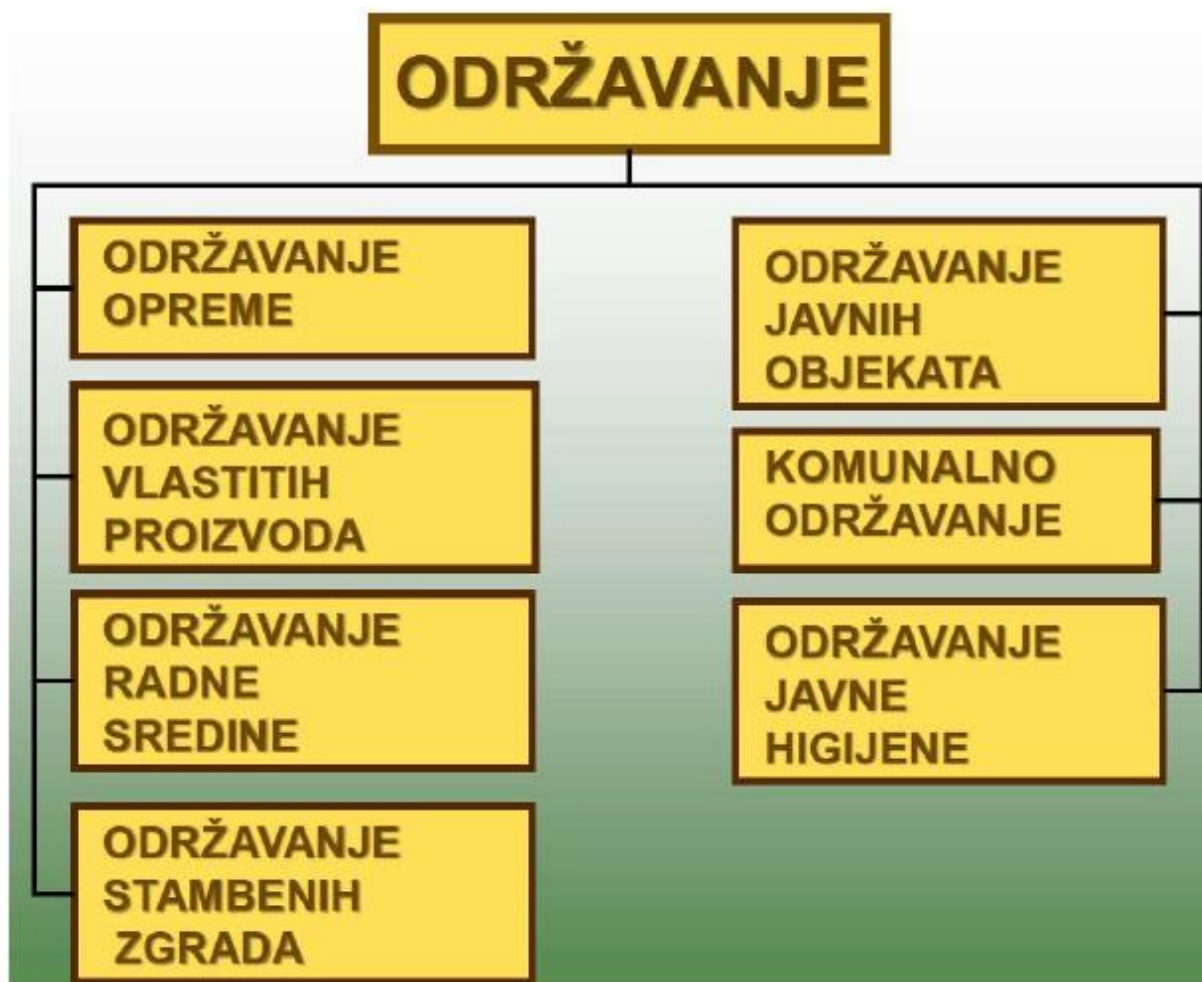 ODRŽAVANJE
ODRŽAVANJE
OPREME
ODRŽAVANJE
VLASTITIH
PROIZVODA
ODRŽAVANJE
RADNE
SREDINE
ODRŽAVANJE
STAMBENIH
ZGRADA
ODRŽAVANJE
JAVNIH
OBJEKATA
KOMUNALNO
ODRŽAVANJE
ODRŽAVANJE
JAVNE
HIGIJENE